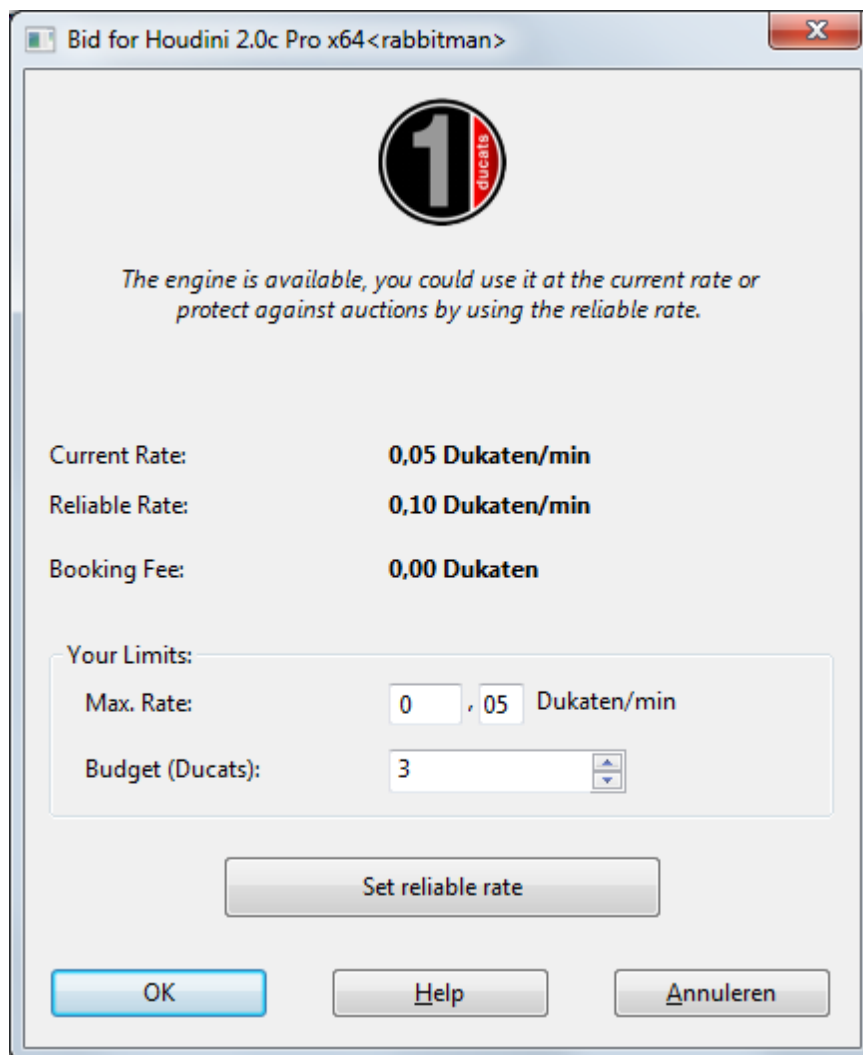 Bid for Houdini 2.0c Pro x64<rabbitman>
1
ducats
The engine is available, you could use it at the current rate or
protect against auctions by using the reliable rate.
Current Rate: 0,05 Dukaten/min
Reliable Rate: 0,10 Dukaten/min
Booking Fee: 0,00 Dukaten
Your Limits:
Max. Rate: 0 , 05 Dukaten/min
Budget (Ducats): 3
Set reliable rate
OK Help Annuleren